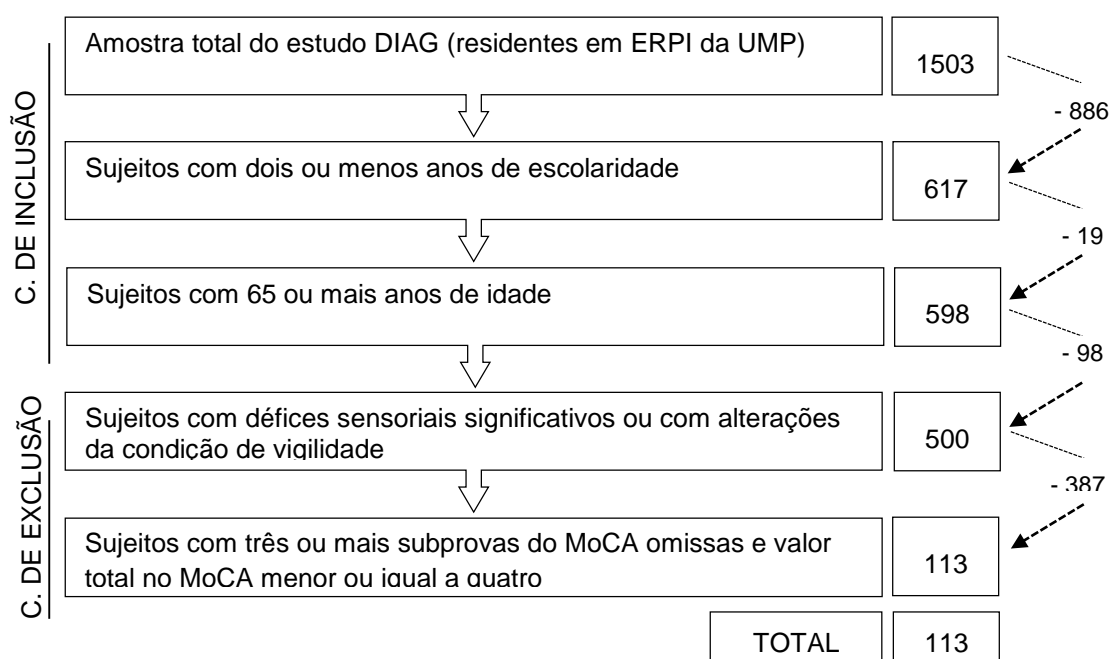 C. DE INCLUSÃO
Amostra total do estudo DIAG (residentes em ERPI da UMP)
1503
- 886
Sujeitos com dois ou menos anos de escolaridade
617
- 19
Sujeitos com 65 ou mais anos de idade
598
- 98
C. DE EXCLUSÃO
Sujeitos com défices sensoriais significativos ou com alterações
da condição de vigilidade
500
- 387
Sujeitos com três ou mais subprovas do MoCA omissas e valor
total no MoCA menor ou igual a quatro
113
TOTAL
113